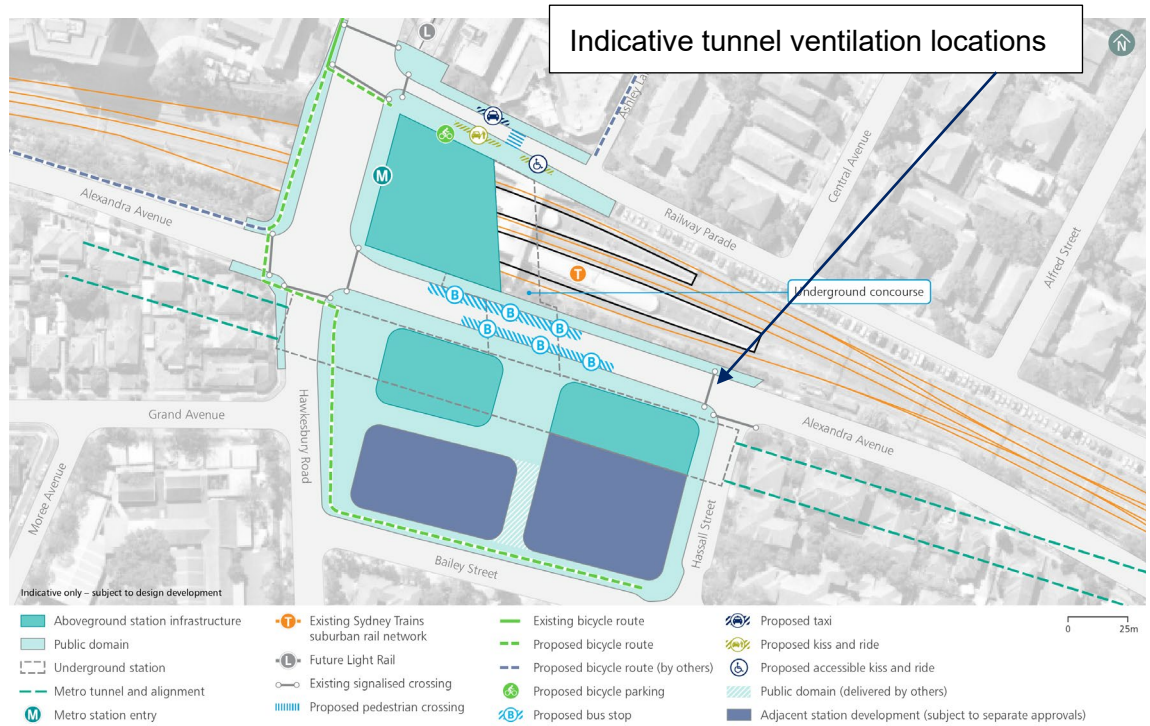 Indicative tunnel ventilation locations
N
L
Ashley La
Central Avenue
Alfred Street
Railway Parade
M
Alexandra Avenue
T
Underground concourse
B
B
B
B
B
B
Grand Avenue
Hawkesbury Road
Moree Avenue
Alexandra Avenue
Hassall Street
Bailey Street
Indicative only – subject to design development
Aboveground station infrastructure
Public domain
Underground station
Metro tunnel and alignment
M Metro station entry
T Existing Sydney Trains
suburban rail network
L Future Light Rail
Existing signalised crossing
Proposed pedestrian crossing
Existing bicycle route
Proposed bicycle route
Proposed bicycle route (by others)
Proposed bicycle parking
B Proposed bus stop
Proposed taxi
Proposed kiss and ride
Proposed accessible kiss and ride
Public domain (delivered by others)
Adjacent station development (subject to separate approvals)
0 25m